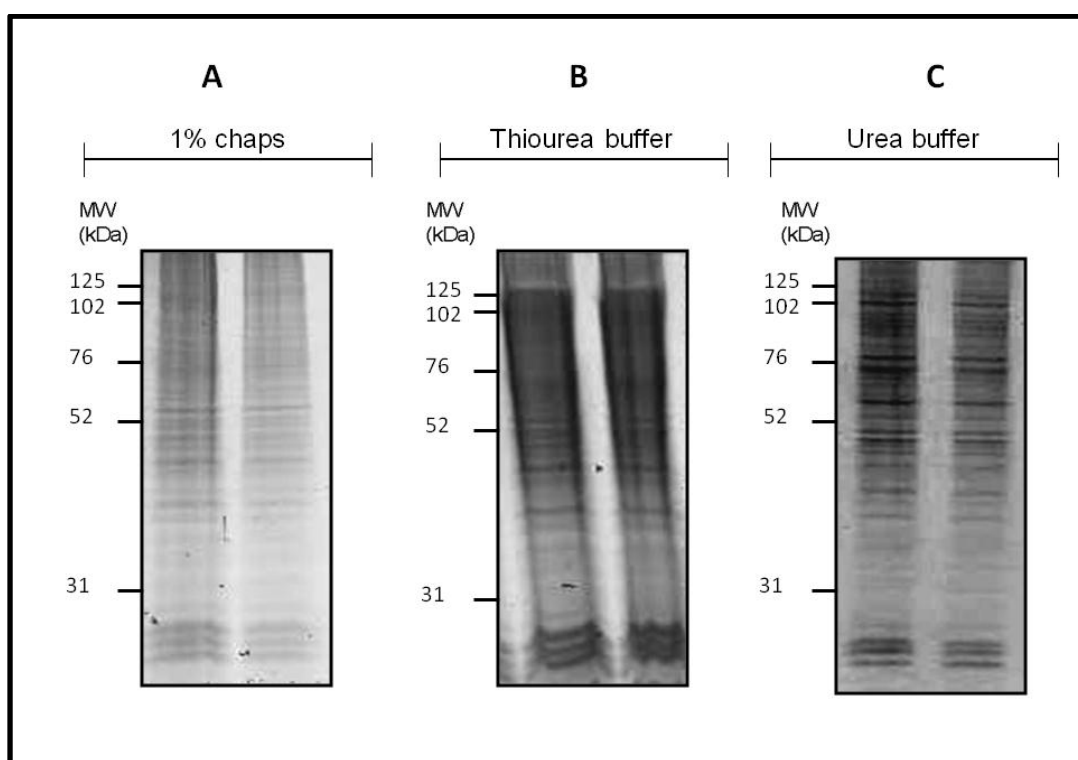 A
B
C
1% chaps
Thiourea buffer
Urea buffer
MW
(kDa)
125
102
76
52
31
MW
(kDa)
125
102
76
52
31
MW
(kDa)
125
102
76
52
31